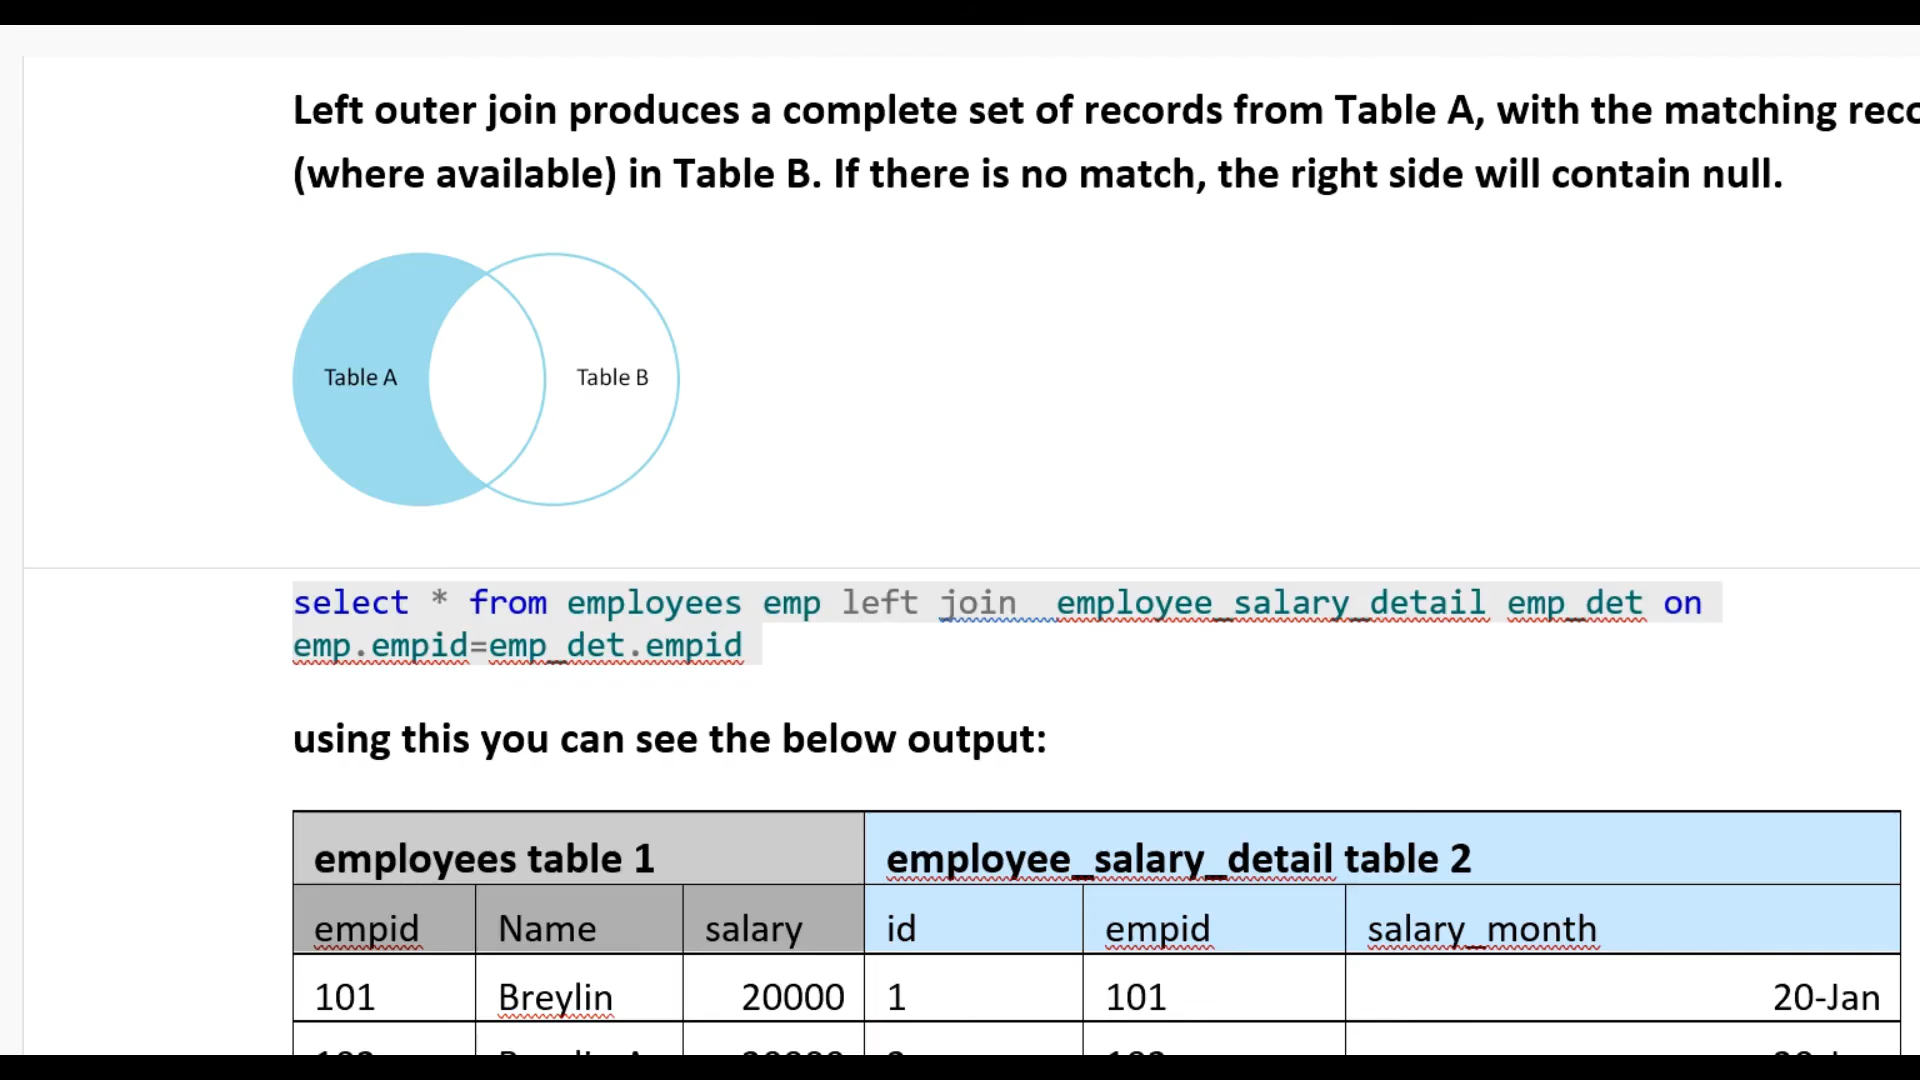 Left outer join produces a complete set of records from Table A, with the matching
(where available) in Table B. If there is no match, the right side will contain null.
Table A
Table B
select * from employees emp left join employee_salary_detail emp_det on
emp.empid=emp_det.empid
using this you can see the below output:
employees table 1 employee_salary_detail table 2
empid Name salary id empid salary_month
101 Breylin 20000 1 101 20-Jan